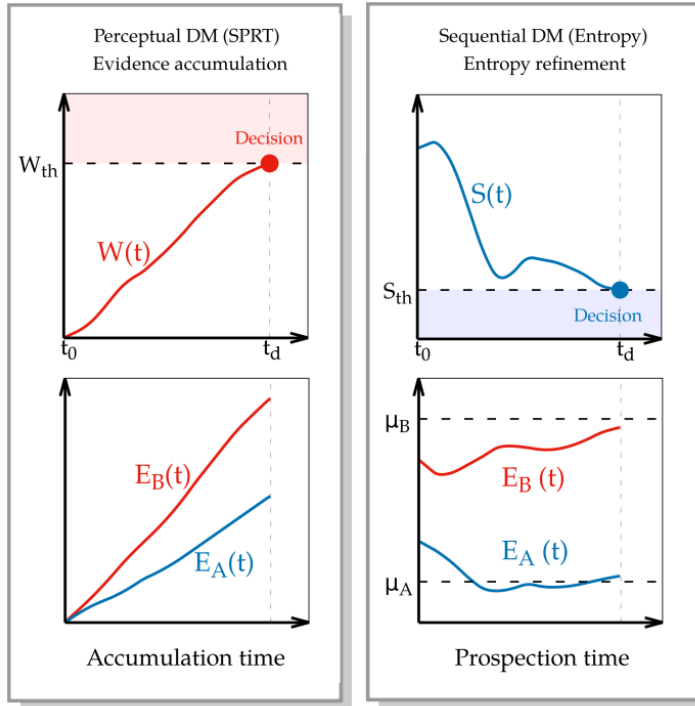 Perceptual DM (SPRT)
Evidence accumulation
Decision
W_th
W(t)
t_0
t_d
E_B(t)
E_A(t)
Accumulation time
Sequential DM (Entropy)
Entropy refinement
S(t)
S_th
Decision
t_0
t_d
μ_B
E_B (t)
E_A (t)
μ_A
Prospection time